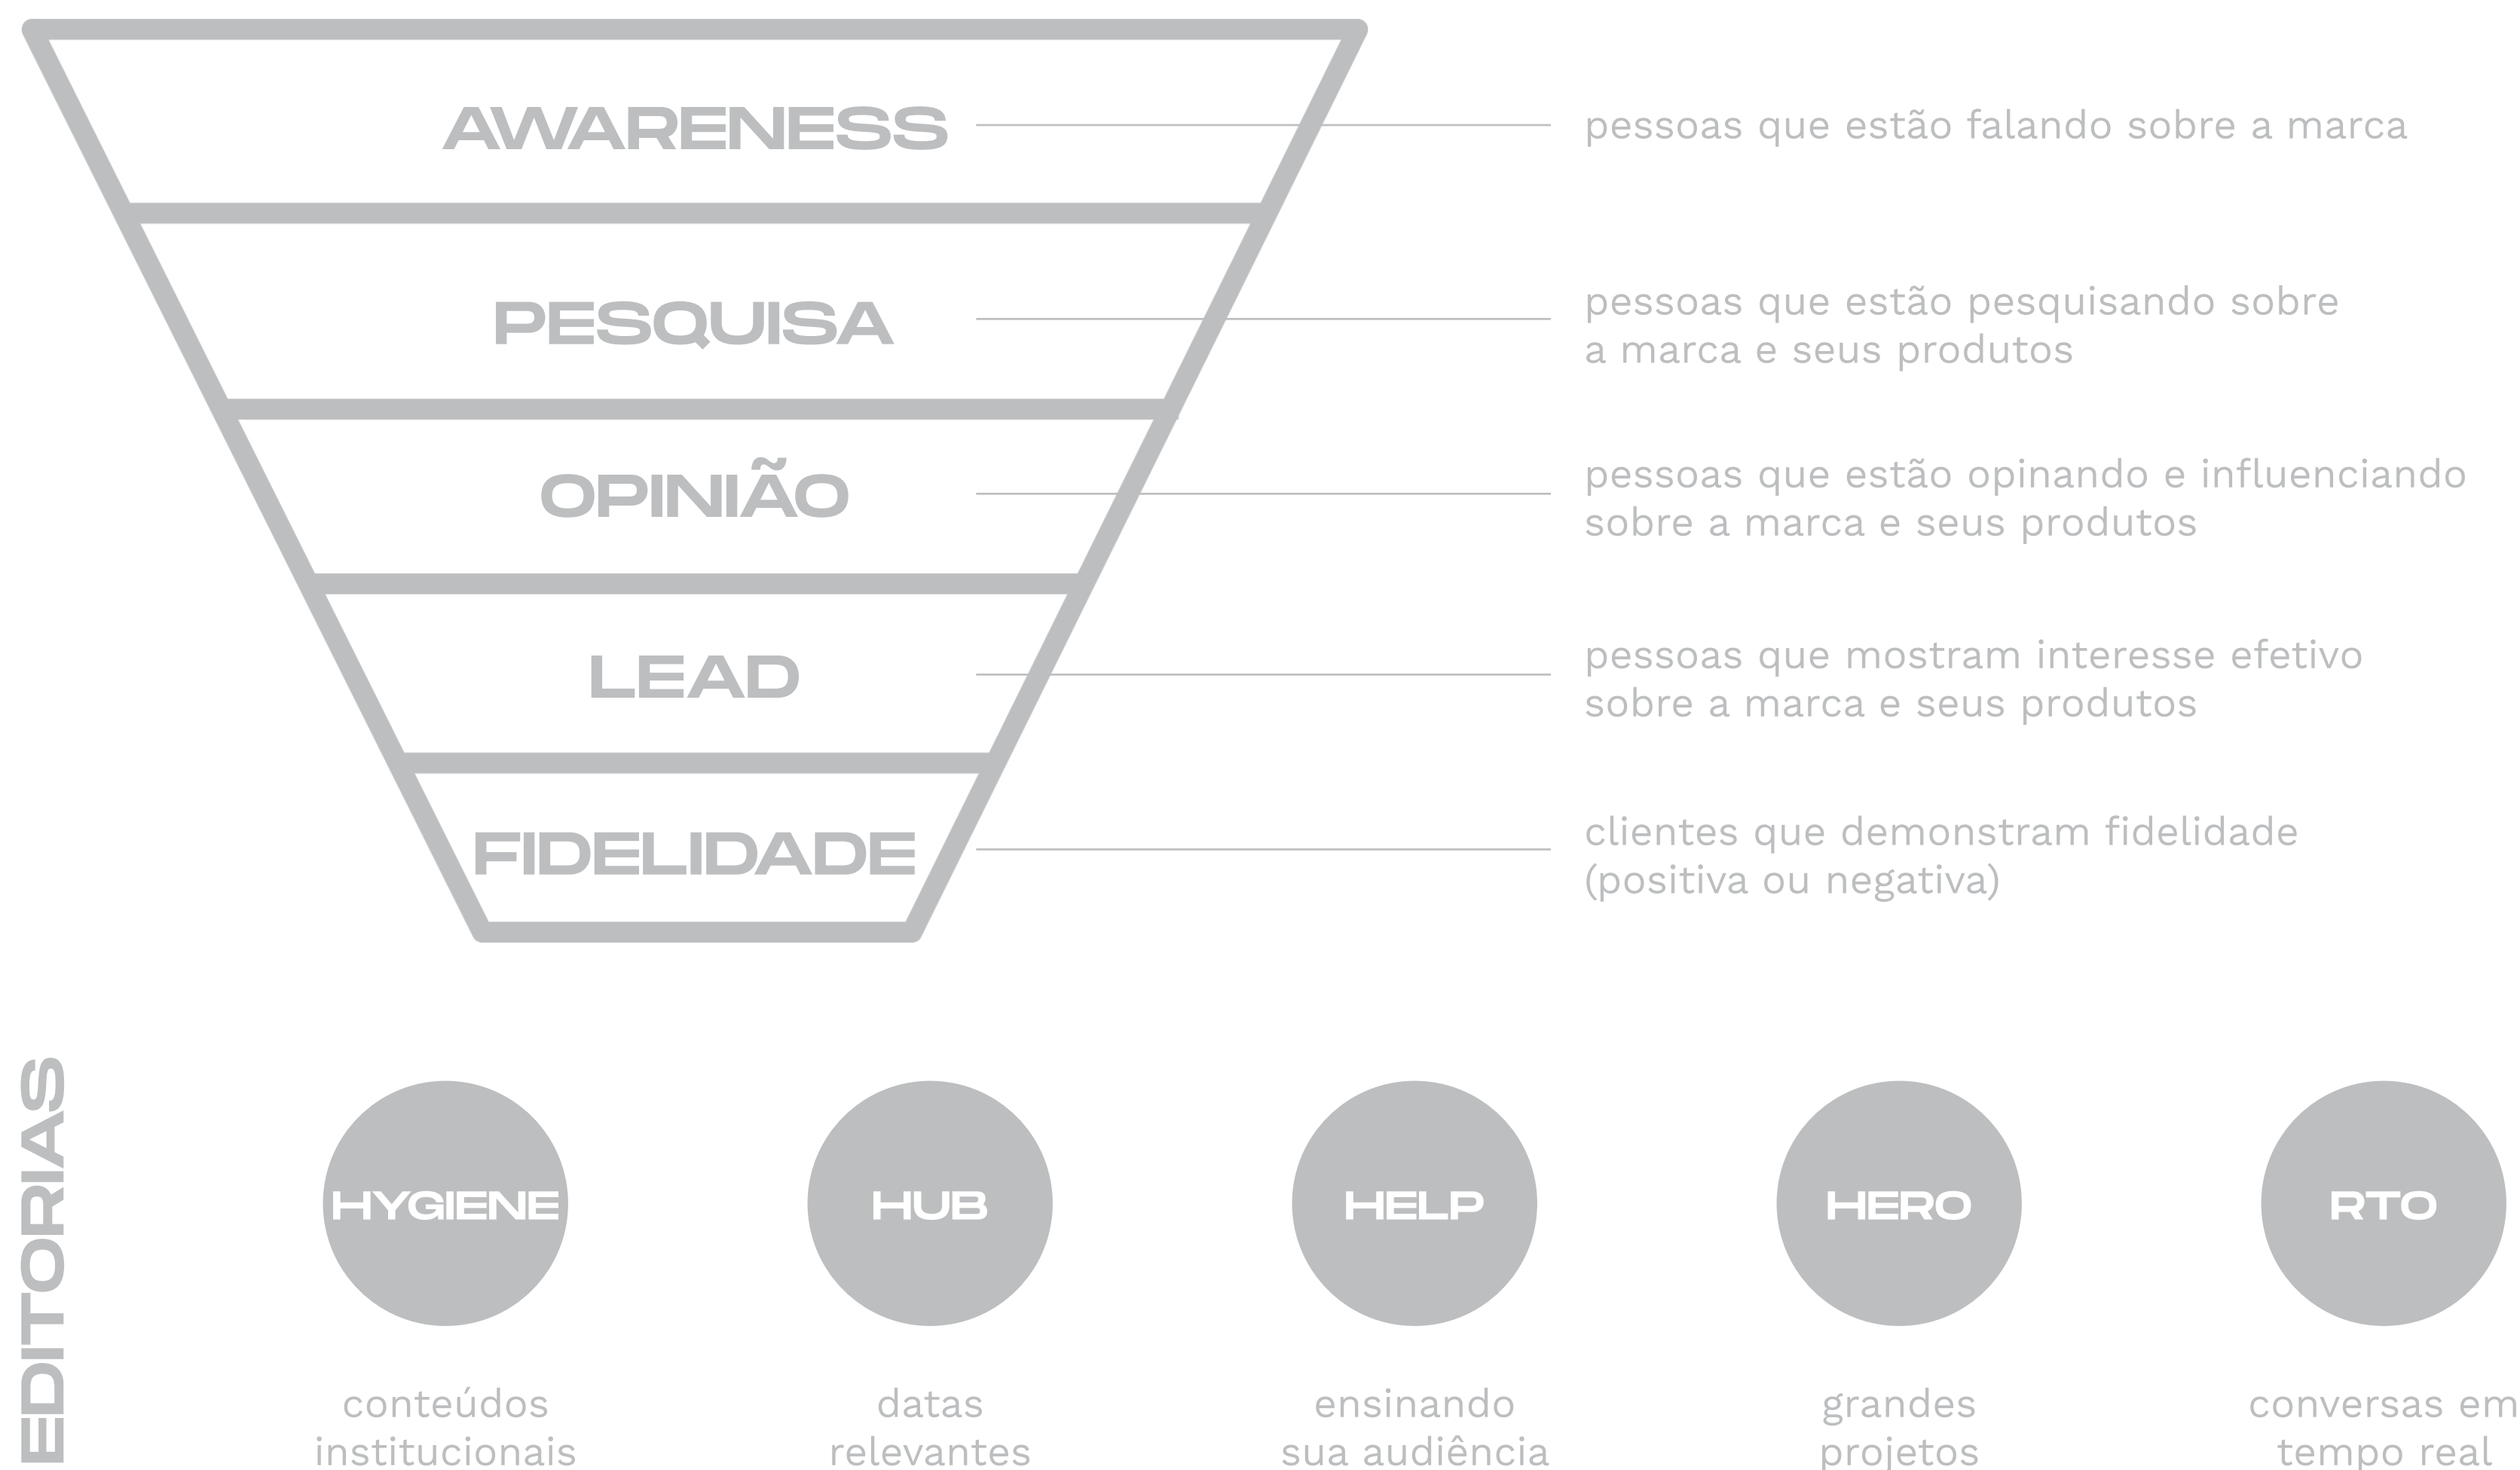 AWARENESS
pessoas que estão falando sobre a marca
PESQUISA
pessoas que estão pesquisando sobre
a marca e seus produtos
OPINIÃO
pessoas que estão opinando e influenciando
sobre a marca e seus produtos
LEAD
pessoas que mostram interesse efetivo
sobre a marca e seus produtos
FIDELIDADE
clientes que demonstram fidelidade
(positiva ou negativa)
EDITORIAS
HYGIENE
conteúdos
institucionais
HUB
datas
relevantes
HELP
ensinando
sua audiência
HERO
grandes
projetos
RTO
conversas em
tempo real